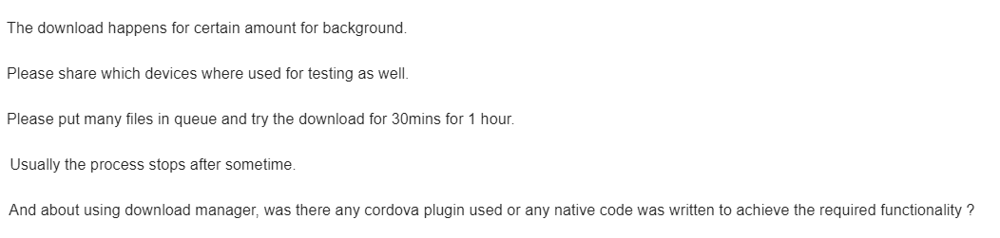 The download happens for certain amount for background.
Please share which devices where used for testing as well.
Please put many files in queue and try the download for 30mins for 1 hour.
Usually the process stops after sometime.
And about using download manager, was there any cordova plugin used or any native code was written to achieve the required functionality ?